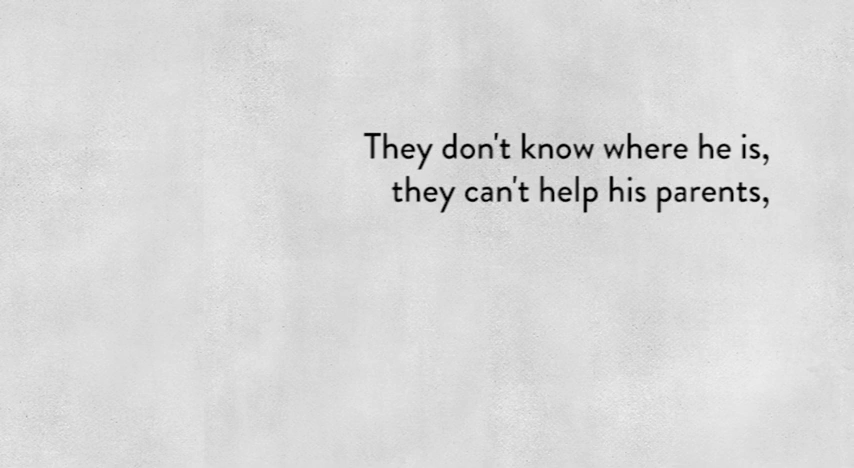 They don't know where he is,
they can't help his parents,